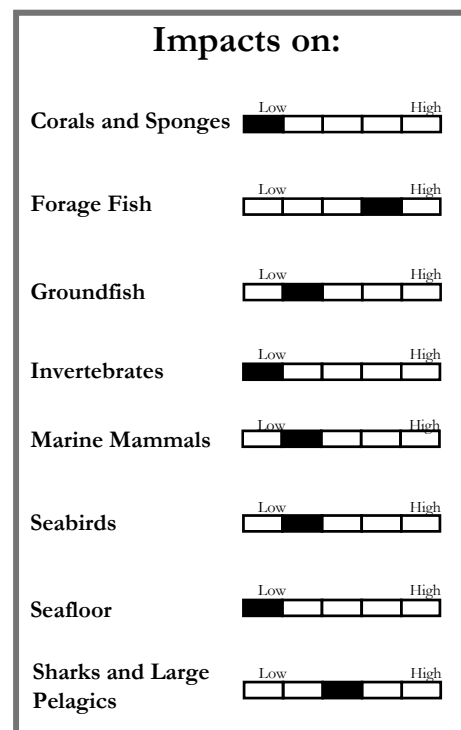 Impacts on:
Low High
Corals and Sponges
Low High
Forage Fish
Low High
Groundfish
Low High
Invertebrates
Low High
Marine Mammals
Low High
Seabirds
Low High
Seafloor
Low High
Sharks and Large
Pelagics